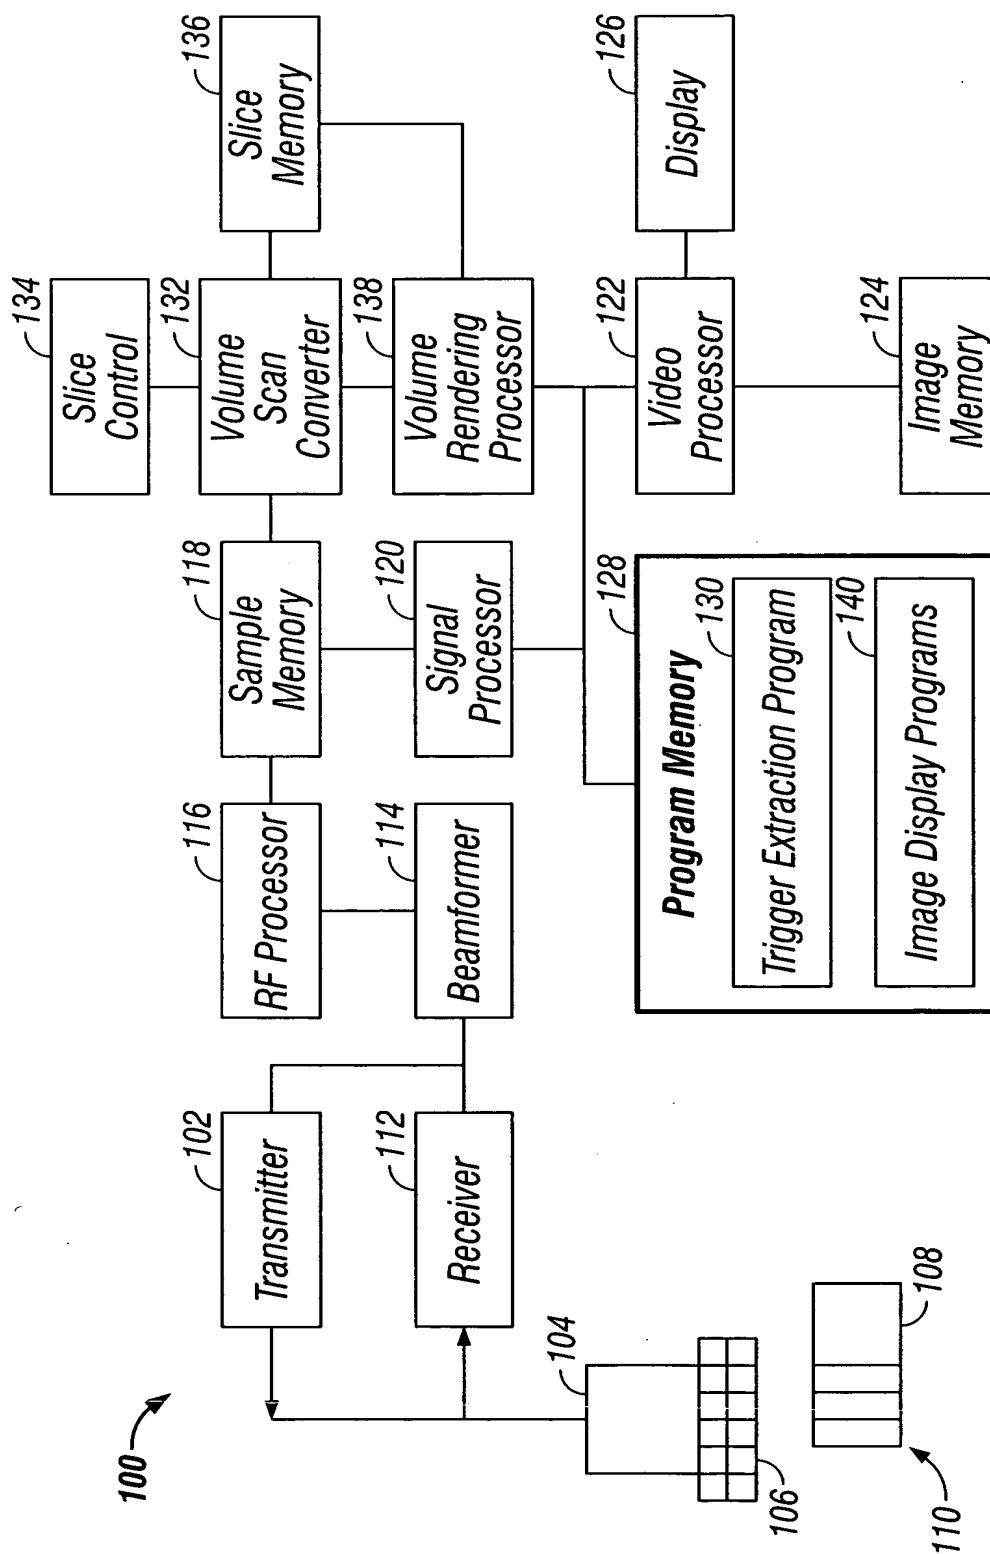 100
102
Transmitter
112
Receiver
104
106
108
110
116
RF Processor
114
Beamformer
118
Sample
Memory
120
Signal
Processor
134
Slice
Control
132
Volume
Scan
Converter
136
Slice
Memory
138
Volume
Rendering
Processor
128
Program Memory
130
Trigger Extraction Program
140
Image Display Programs
122
Video
Processor
126
Display
124
Image
Memory